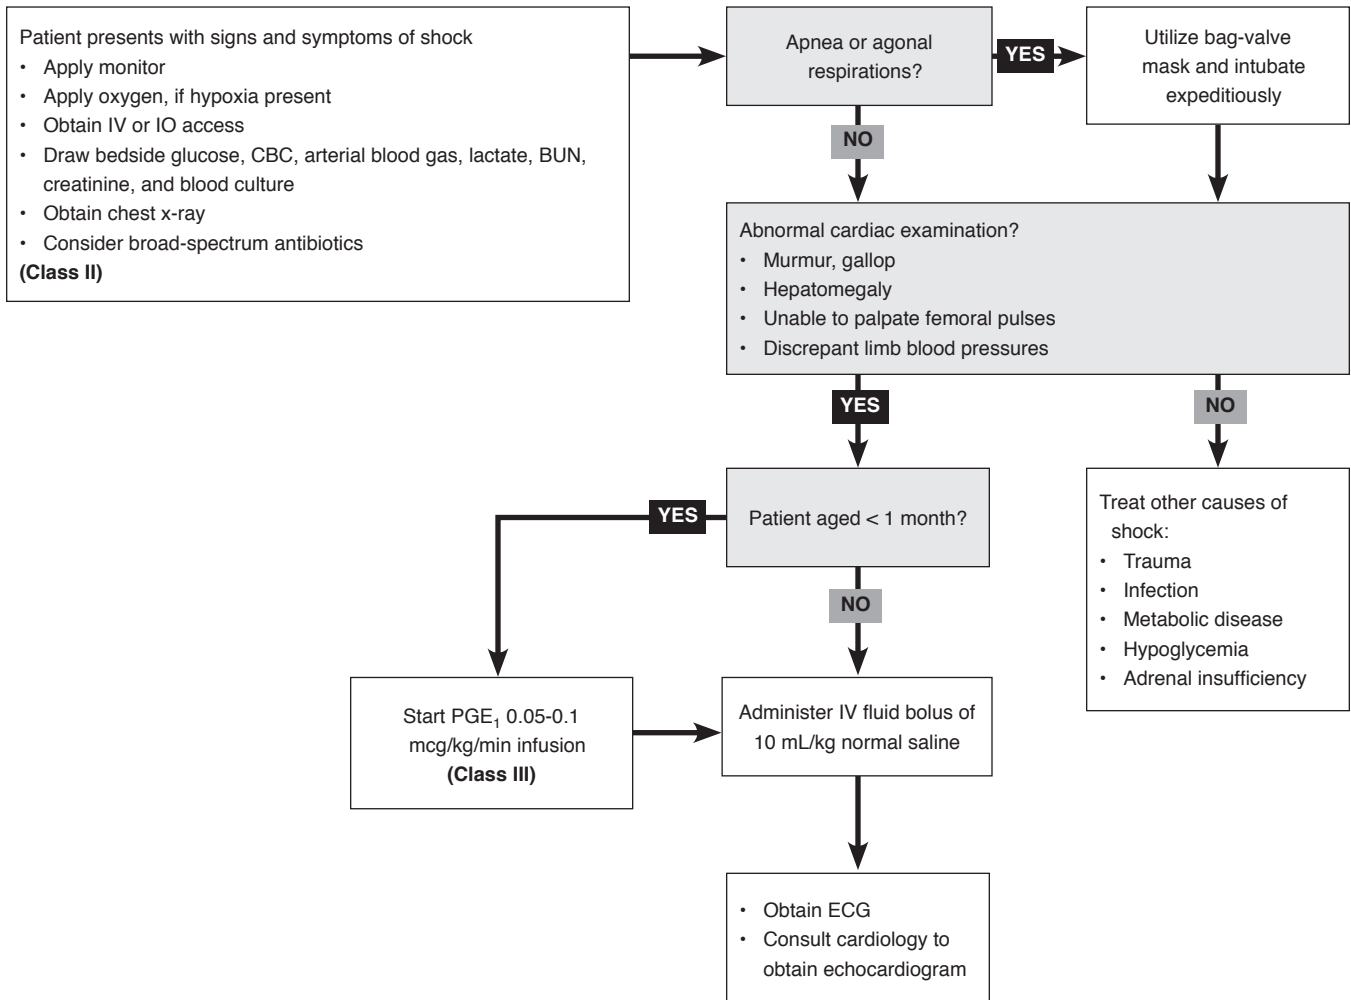 Patient presents with signs and symptoms of shock
• Apply monitor
• Apply oxygen, if hypoxia present
• Obtain IV or IO access
• Draw bedside glucose, CBC, arterial blood gas, lactate, BUN,
creatinine, and blood culture
• Obtain chest x-ray
• Consider broad-spectrum antibiotics
(Class II)
Apnea or agonal
respirations?
YES
Utilize bag-valve
mask and intubate
expeditiously
NO
Abnormal cardiac examination?
• Murmur, gallop
• Hepatomegaly
• Unable to palpate femoral pulses
• Discrepant limb blood pressures
YES
NO
Patient aged < 1 month?
YES
NO
Treat other causes of
shock:
• Trauma
• Infection
• Metabolic disease
• Hypoglycemia
• Adrenal insufficiency
Start PGE₁ 0.05-0.1
mcg/kg/min infusion
(Class III)
Administer IV fluid bolus of
10 mL/kg normal saline
• Obtain ECG
• Consult cardiology to
obtain echocardiogram